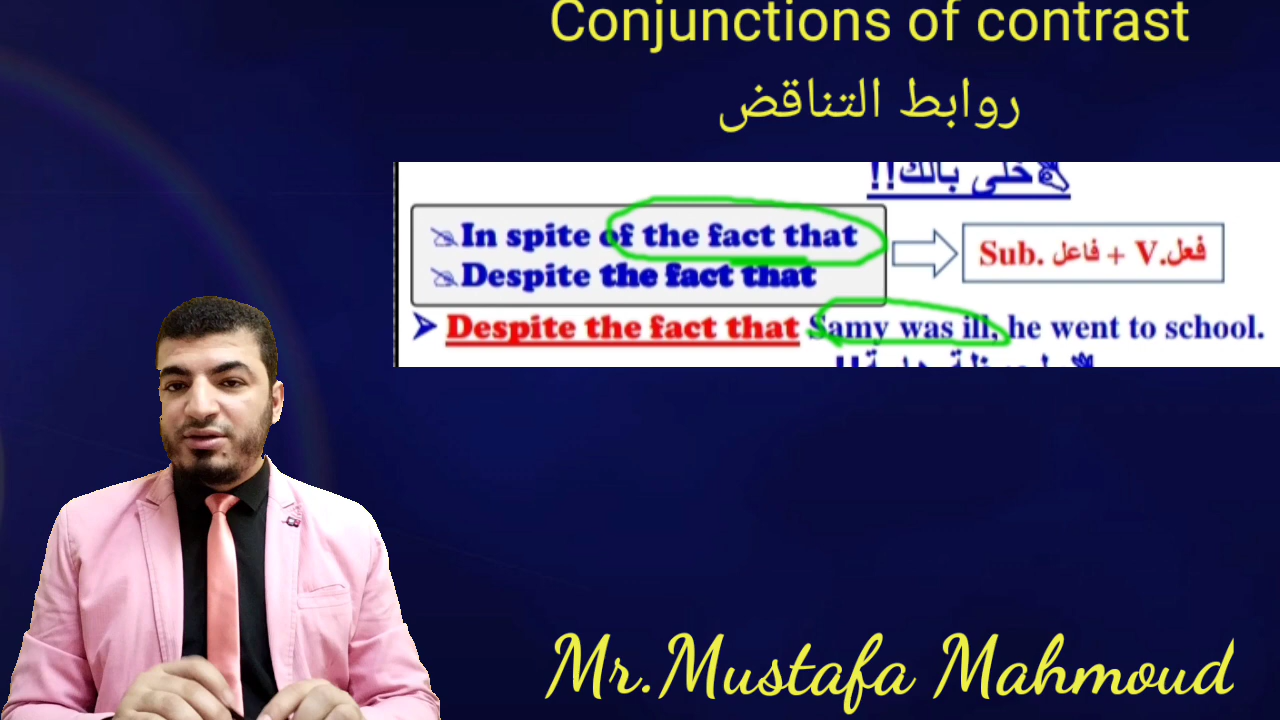 Conjunctions of contrast
روابط التناقض
خلى بالك!!
In spite of the fact that
Despite the fact that
Sub. فاعل + V.فعل
Despite the fact that Samy was ill, he went to school.
Mr.Mustafa Mahmoud